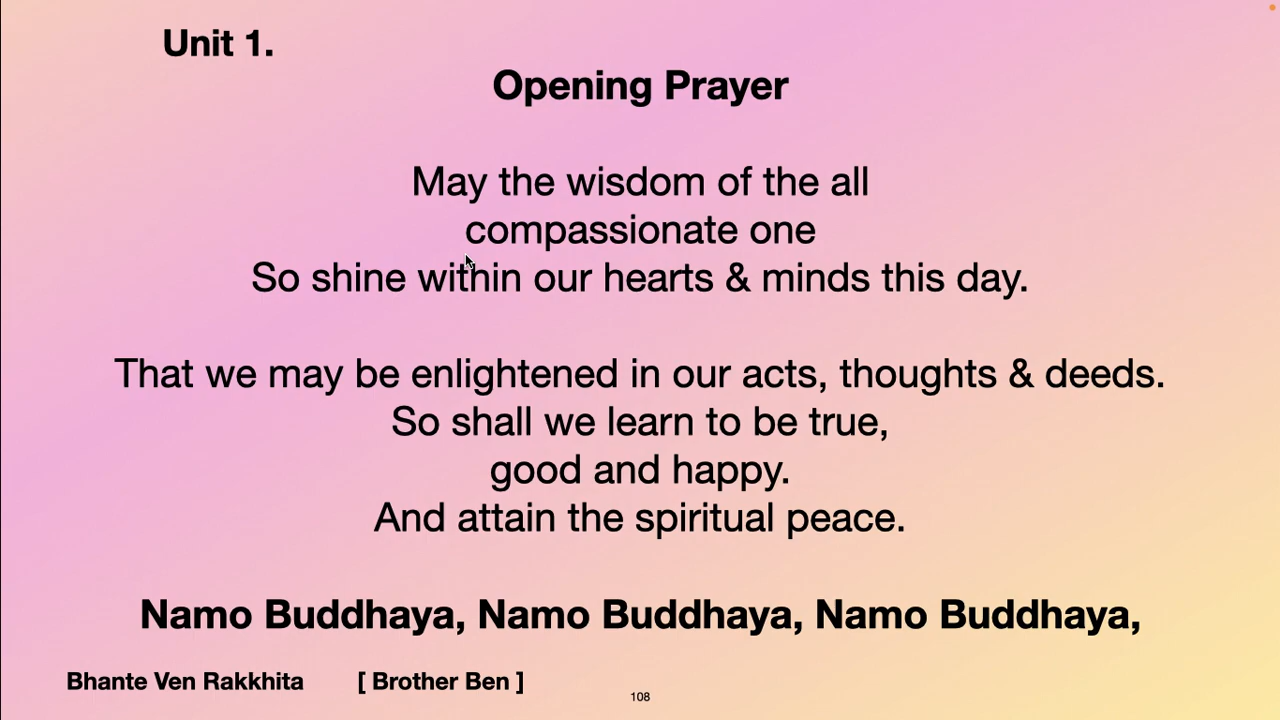 Unit 1.
Opening Prayer
May the wisdom of the all
compassionate one
So shine within our hearts & minds this day.
That we may be enlightened in our acts, thoughts & deeds.
So shall we learn to be true,
good and happy.
And attain the spiritual peace.
Namo Buddhaya, Namo Buddhaya, Namo Buddhaya,
Bhante Ven Rakkhita [ Brother Ben ]
108